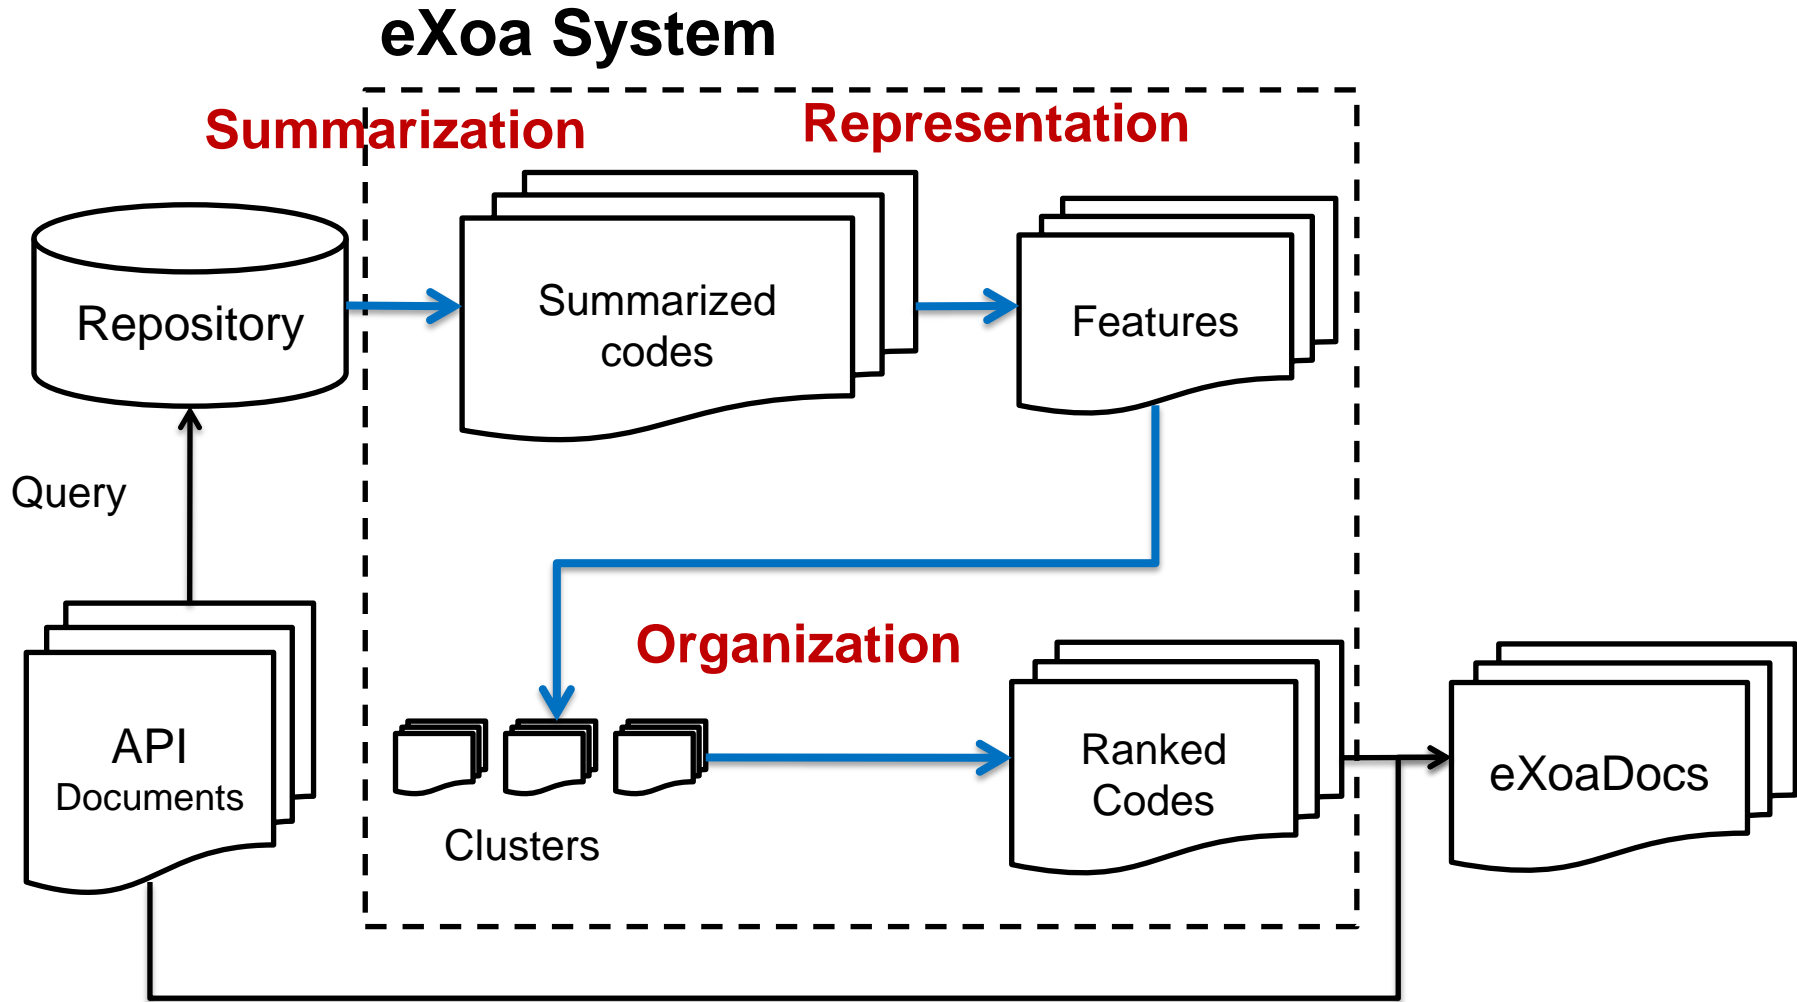 eXoa System
Summarization
Representation
Repository
Summarized
codes
Features
Query
Organization
API
Documents
Clusters
Ranked
Codes
eXoaDocs